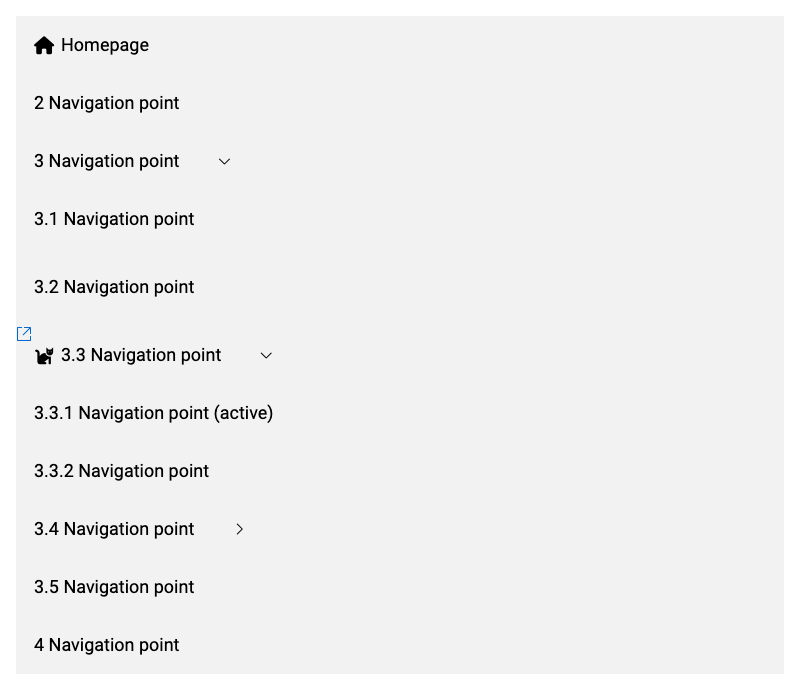 Homepage
2 Navigation point
3 Navigation point
3.1 Navigation point
3.2 Navigation point
3.3 Navigation point
3.3.1 Navigation point (active)
3.3.2 Navigation point
3.4 Navigation point
3.5 Navigation point
4 Navigation point